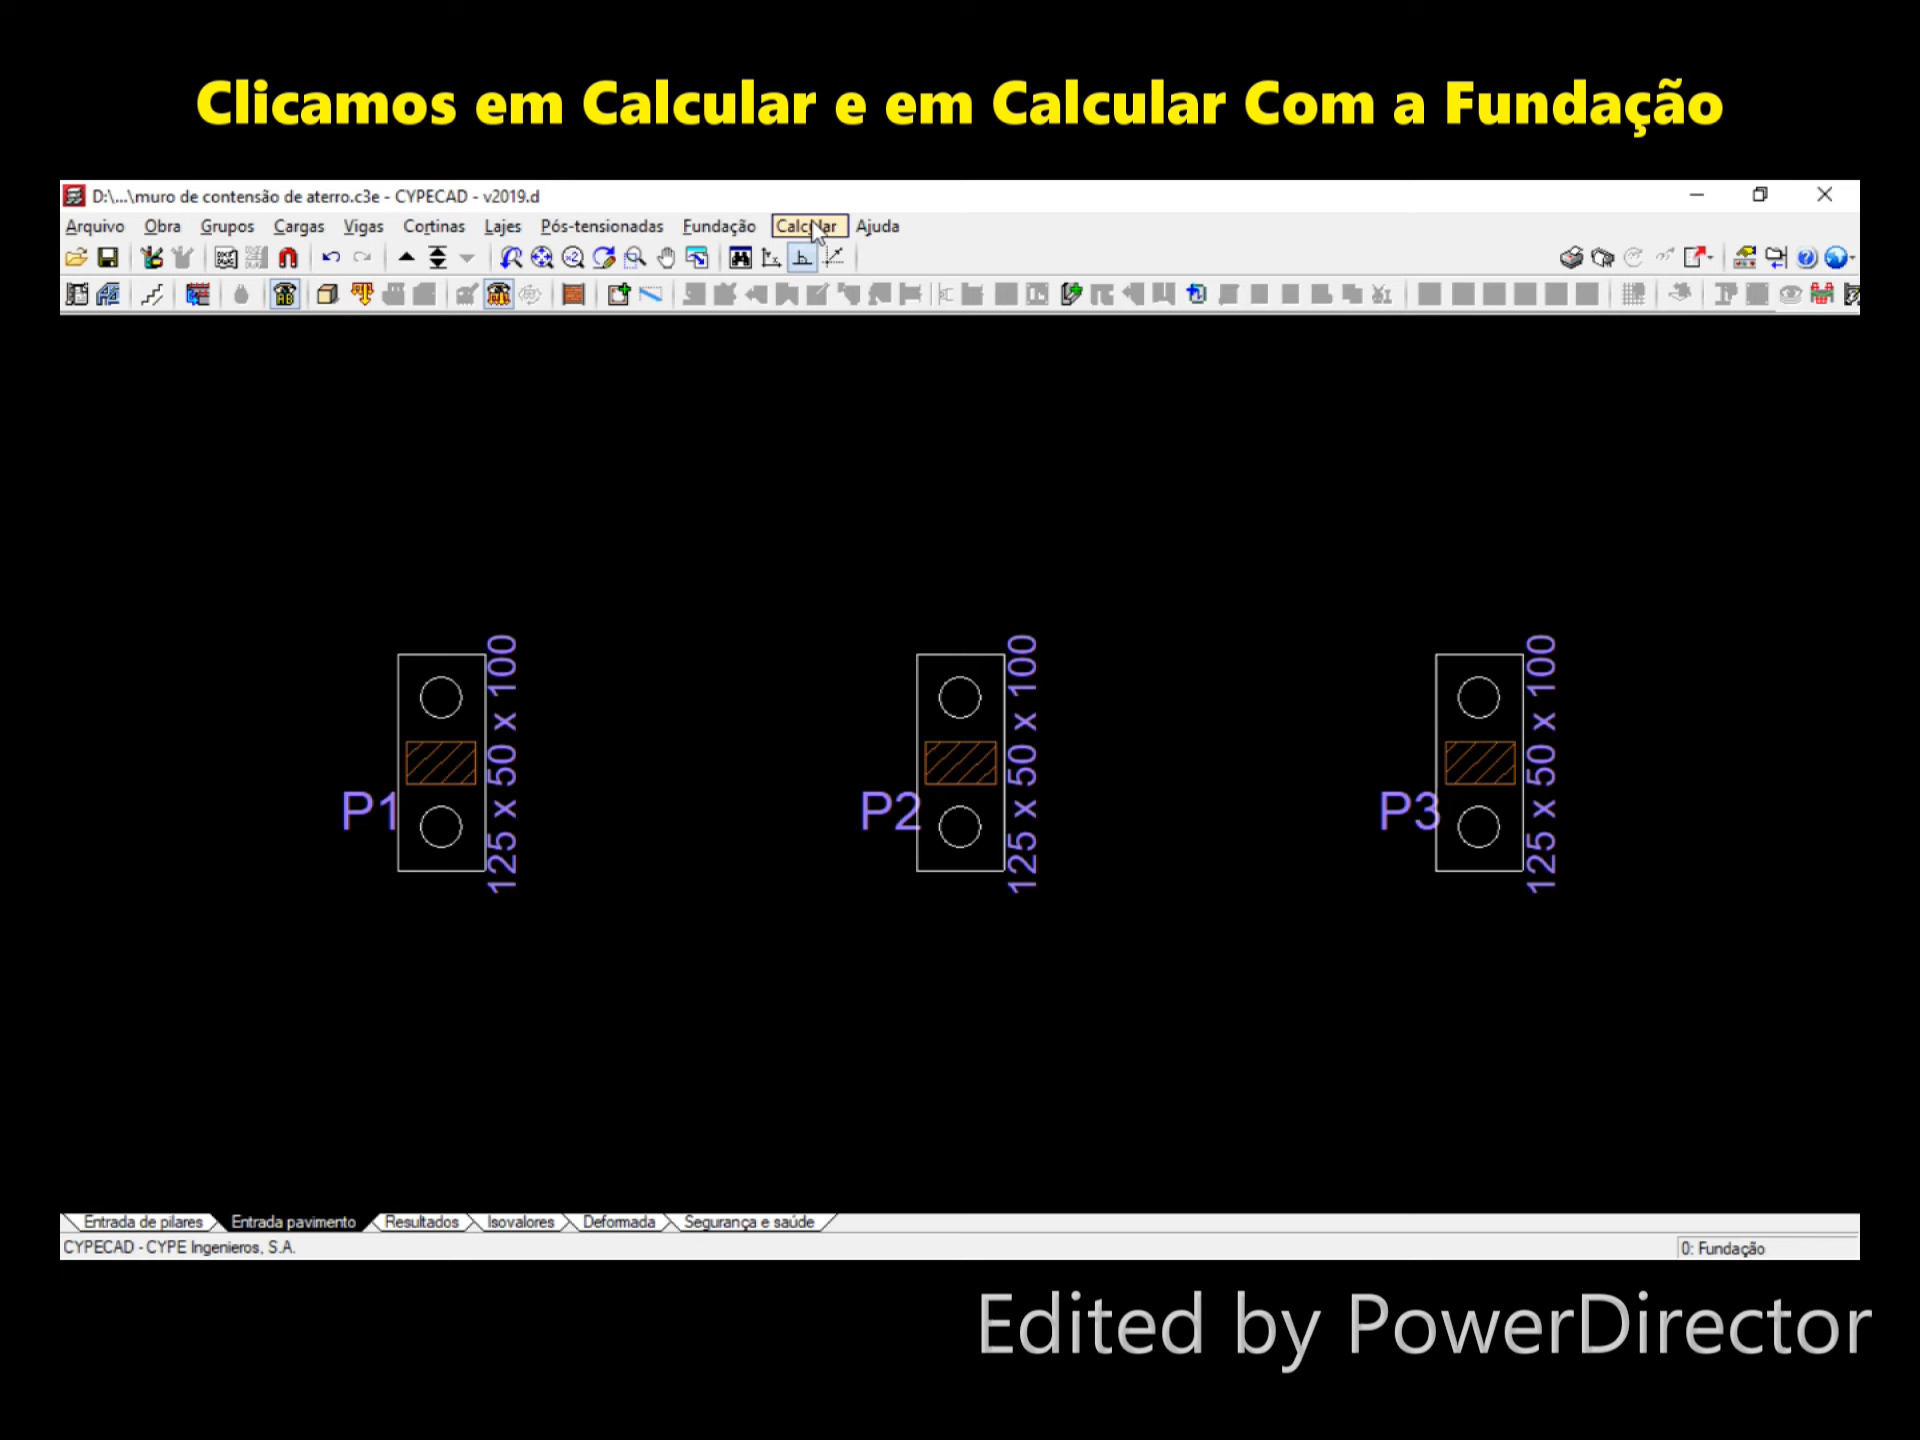 Clicamos em Calcular e em Calcular Com a Fundação
D:\...\muro de contensão de aterro.c3e - CYPECAD - v2019.d
Arquivo Obra Grupos Cargas Vigas Cortinas Lajes Pós-tensionadas Fundação Calcular Ajuda
P1 125 x 50 x 100
P2 125 x 50 x 100
P3 125 x 50 x 100
Entrada de pilares Entrada pavimento Resultados Isovalores Deformada Segurança e saúde
CYPECAD - CYPE Ingenieros, S.A. 0: Fundação
Edited by PowerDirector